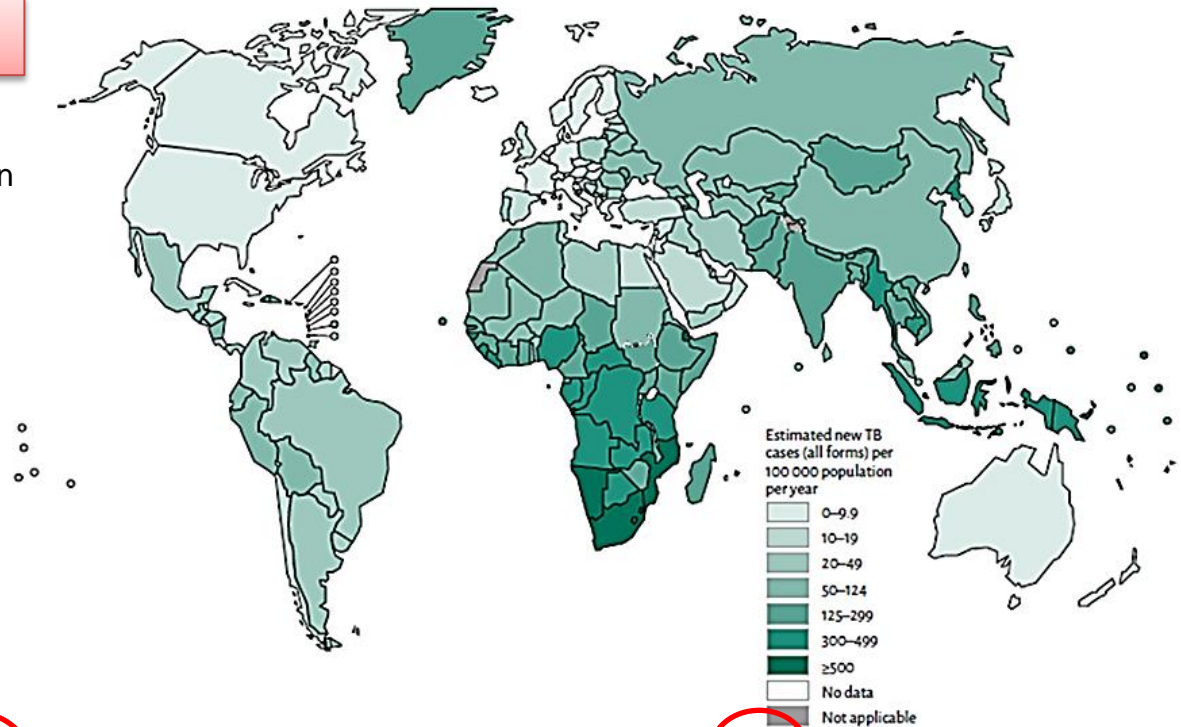 n
Estimated new TB
cases (all forms) per
100 000 population
per year
0–9.9
10–19
20–49
50–124
125–299
300–499
≥500
No data
Not applicable